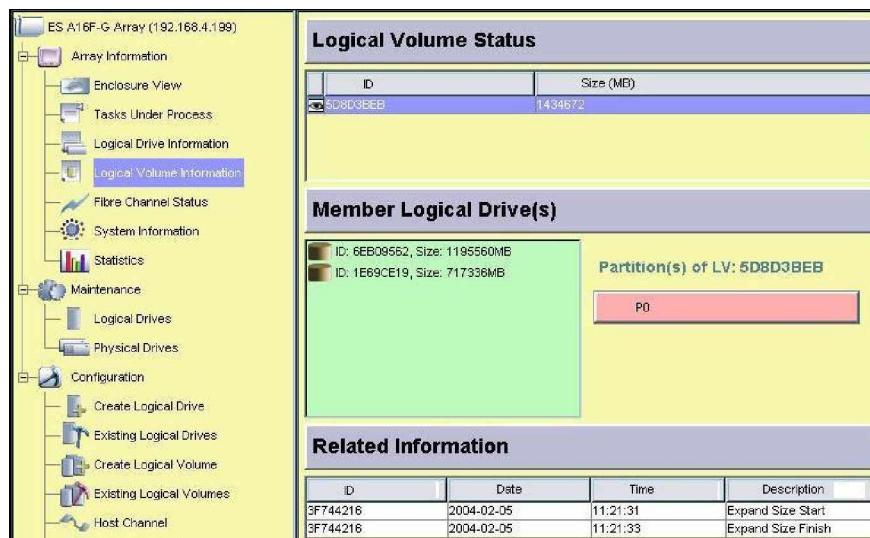 ES A16F-G Array (192.168.4.199)
Array Information
Enclosure View
Tasks Under Process
Logical Drive Information
Logical Volume Information
Fibre Channel Status
System Information
Statistics
Maintenance
Logical Drives
Physical Drives
Configuration
Create Logical Drive
Existing Logical Drives
Create Logical Volume
Existing Logical Volumes
Host Channel
Logical Volume Status
ID Size (MB)
5D8D3BEB 1434672
Member Logical Drive(s)
ID: 6EB09562, Size: 1195560MB
ID: 1E69CE19, Size: 717336MB
Partition(s) of LV: 5D8D3BEB
P0
Related Information
ID Date Time Description
3F744216 2004-02-05 11:21:31 Expand Size Start
3F744216 2004-02-05 11:21:33 Expand Size Finish